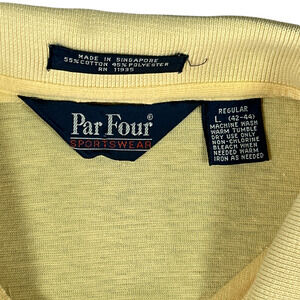 MADE IN SINGAPORE
55% COTTON 45% POLYESTER
RN 11935
Par Four®
SPORTSWEAR
REGULAR
L (42-44)
MACHINE WASH
WARM TUMBLE
DRY USE ONLY
NON-CHLORINE
BLEACH WHEN
NEEDED WARM
IRON AS NEEDED